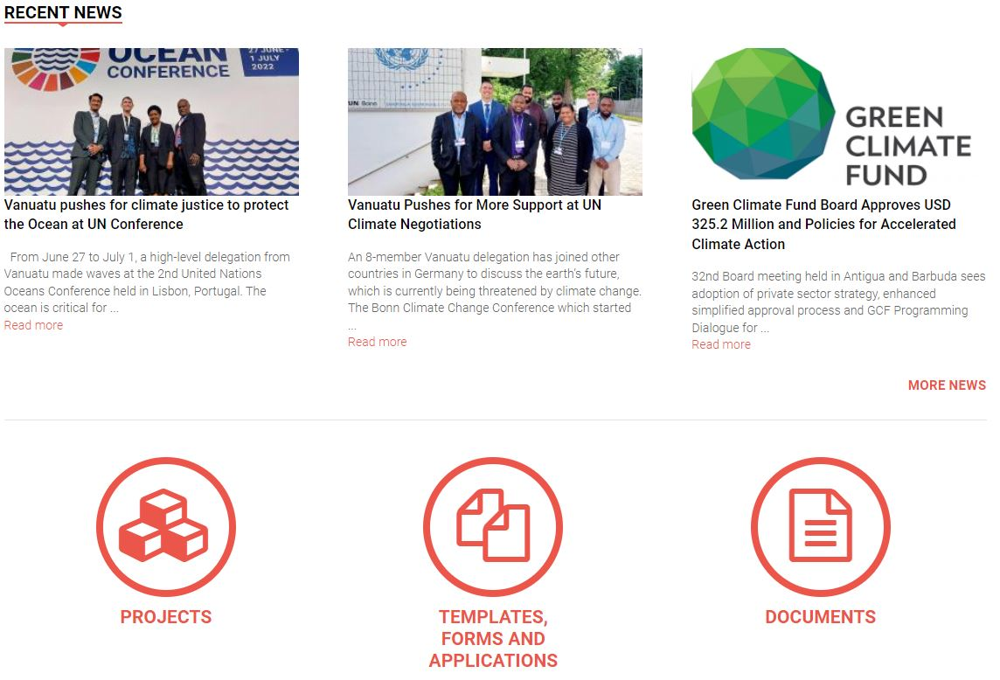 RECENT NEWS
OCEAN
CONFERENCE
27 JUNE-
1 JULY
2022
Vanuatu pushes for climate justice to protect
the Ocean at UN Conference
From June 27 to July 1, a high-level delegation from
Vanuatu made waves at the 2nd United Nations
Oceans Conference held in Lisbon, Portugal. The
ocean is critical for ...
Read more
UN Bonn
Vanuatu Pushes for More Support at UN
Climate Negotiations
An 8-member Vanuatu delegation has joined other
countries in Germany to discuss the earth's future,
which is currently being threatened by climate change.
The Bonn Climate Change Conference which started
...
Read more
GREEN
CLIMATE
FUND
Green Climate Fund Board Approves USD
325.2 Million and Policies for Accelerated
Climate Action
32nd Board meeting held in Antigua and Barbuda sees
adoption of private sector strategy, enhanced
simplified approval process and GCF Programming
Dialogue for ...
Read more
MORE NEWS
PROJECTS
TEMPLATES,
FORMS AND
APPLICATIONS
DOCUMENTS